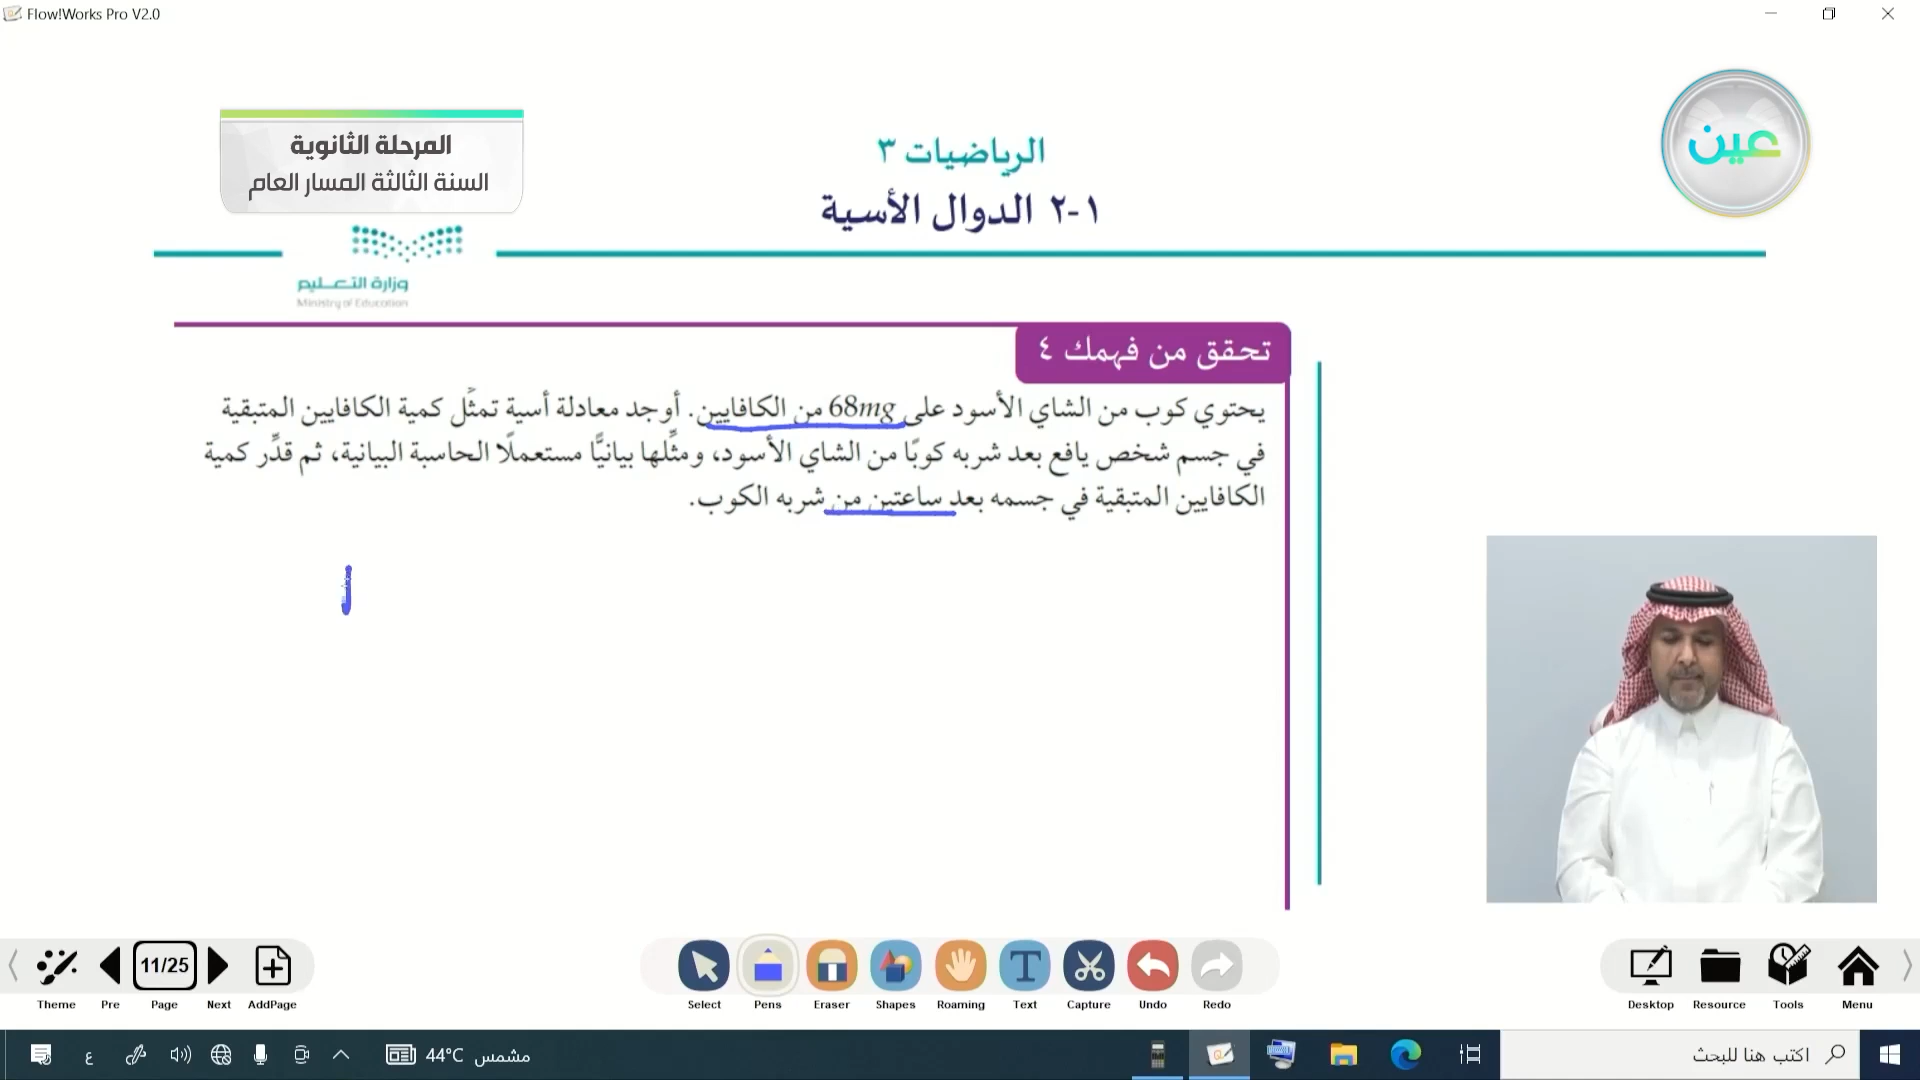 Flow!Works Pro V2.0
المرحلة الثانوية
السنة الثالثة المسار العام
الرياضيات ٣
١-٢ الدوال الأسية
عين
وزارة التعليم
Ministry of Education
تحقق من فهمك ٤
يحتوي كوب من الشاي الأسود على 68mg من الكافايين. أوجد معادلة أسية تمثّل كمية الكافايين المتبقية
في جسم شخص يافع بعد شربه كوبًا من الشاي الأسود، ومثِّلها بيانيًّا مستعملًا الحاسبة البيانية، ثم قدِّر كمية
الكافايين المتبقية في جسمه بعد ساعتين من شربه الكوب.
11/25
Theme Pre Page Next AddPage
T
Select Pens Eraser Shapes Roaming Text Capture Undo Redo
Desktop Resource Tools Menu
ع
44°C مشمس
اكتب هنا للبحث